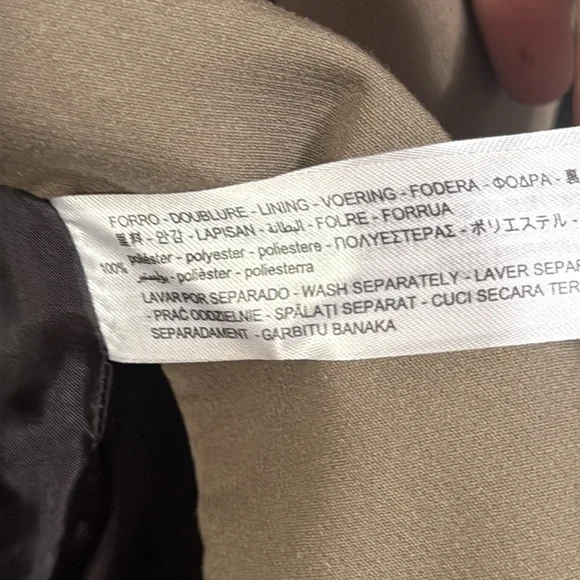 FORRO - DOUBLURE - LINING - VOERING - FODERA - ΦΟΔΡΑ - 裏
里料 - 안감 - LAPISAN - البطانة - FOLRE - FORRUA
100% poliéster - polyester - poliestere - ΠΟΛΥΕΣΤΕΡΑΣ - ポリエステル -
بوليستر - polièster - poliesterra
LAVAR POR SEPARADO - WASH SEPARATELY - LAVER SEPAR
- PRAĆ ODDZIELNIE - SPĂLAȚI SEPARAT - CUCI SECARA TER
SEPARADAMENT - GARBITU BANAKA